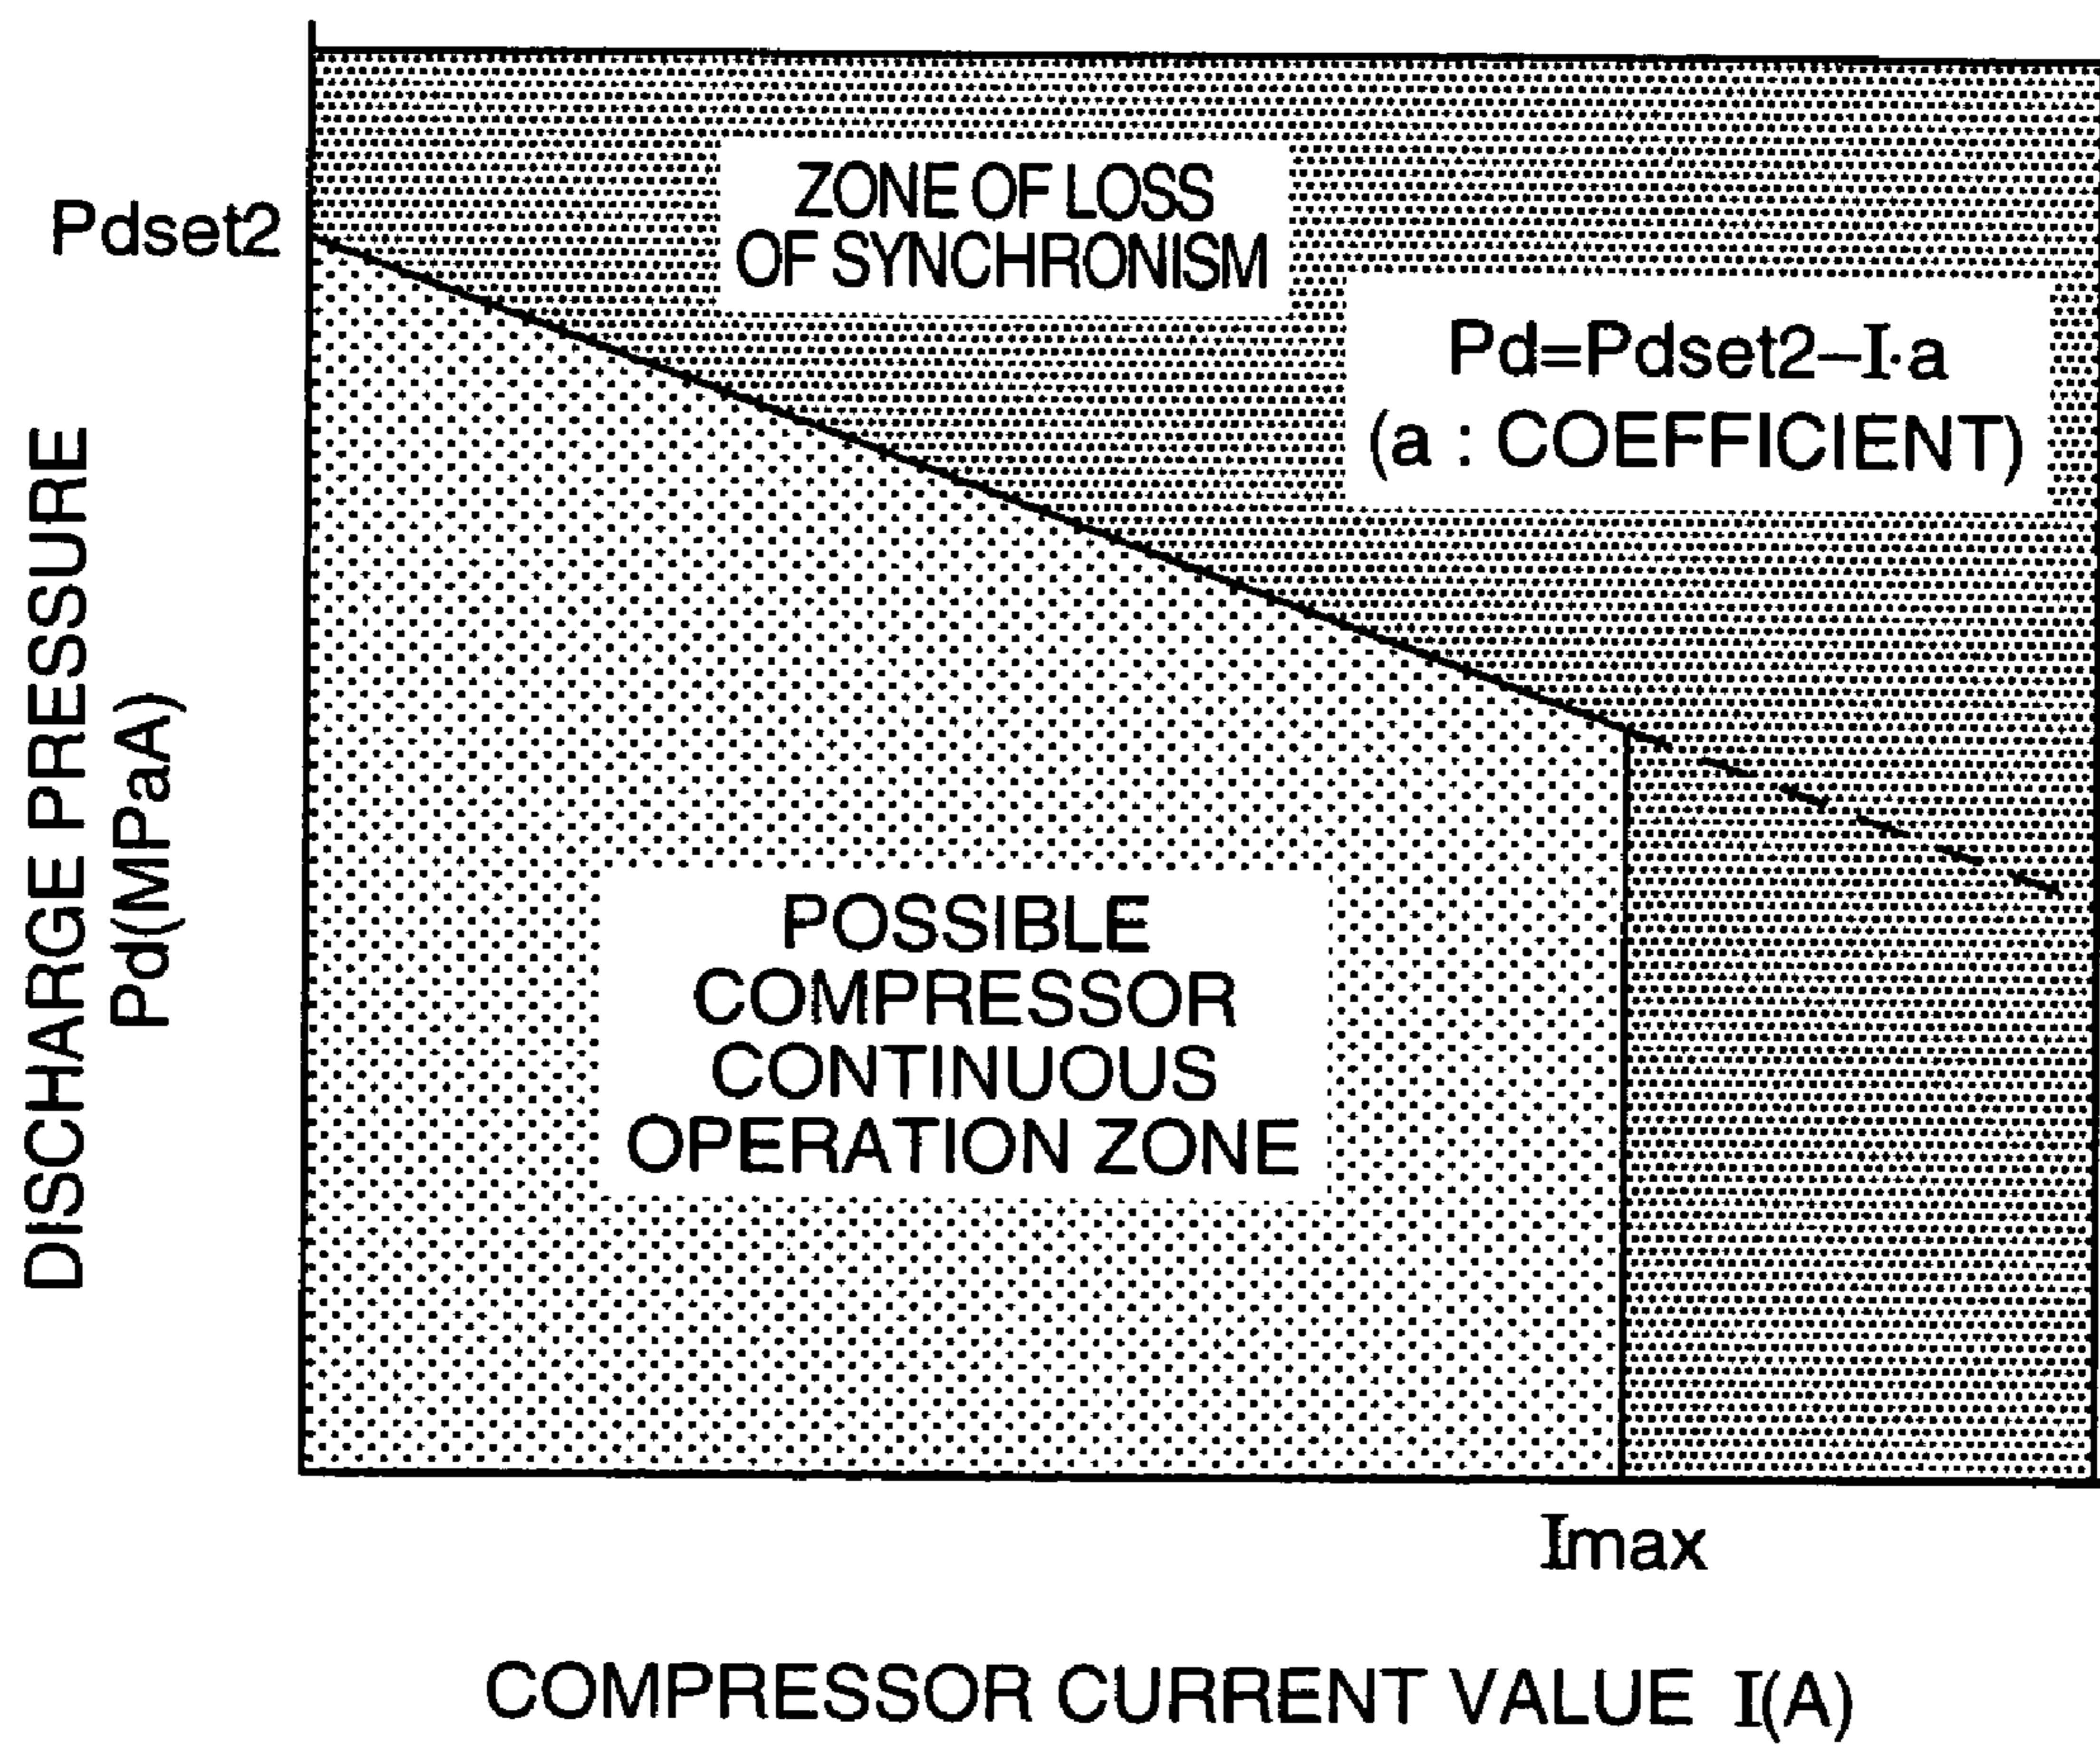 Pdset2
ZONE OF LOSS
OF SYNCHRONISM
Pd=Pdset2–I·a
(a : COEFFICIENT)
DISCHARGE PRESSURE
Pd(MPaA)
POSSIBLE
COMPRESSOR
CONTINUOUS
OPERATION ZONE
Imax
COMPRESSOR CURRENT VALUE I(A)